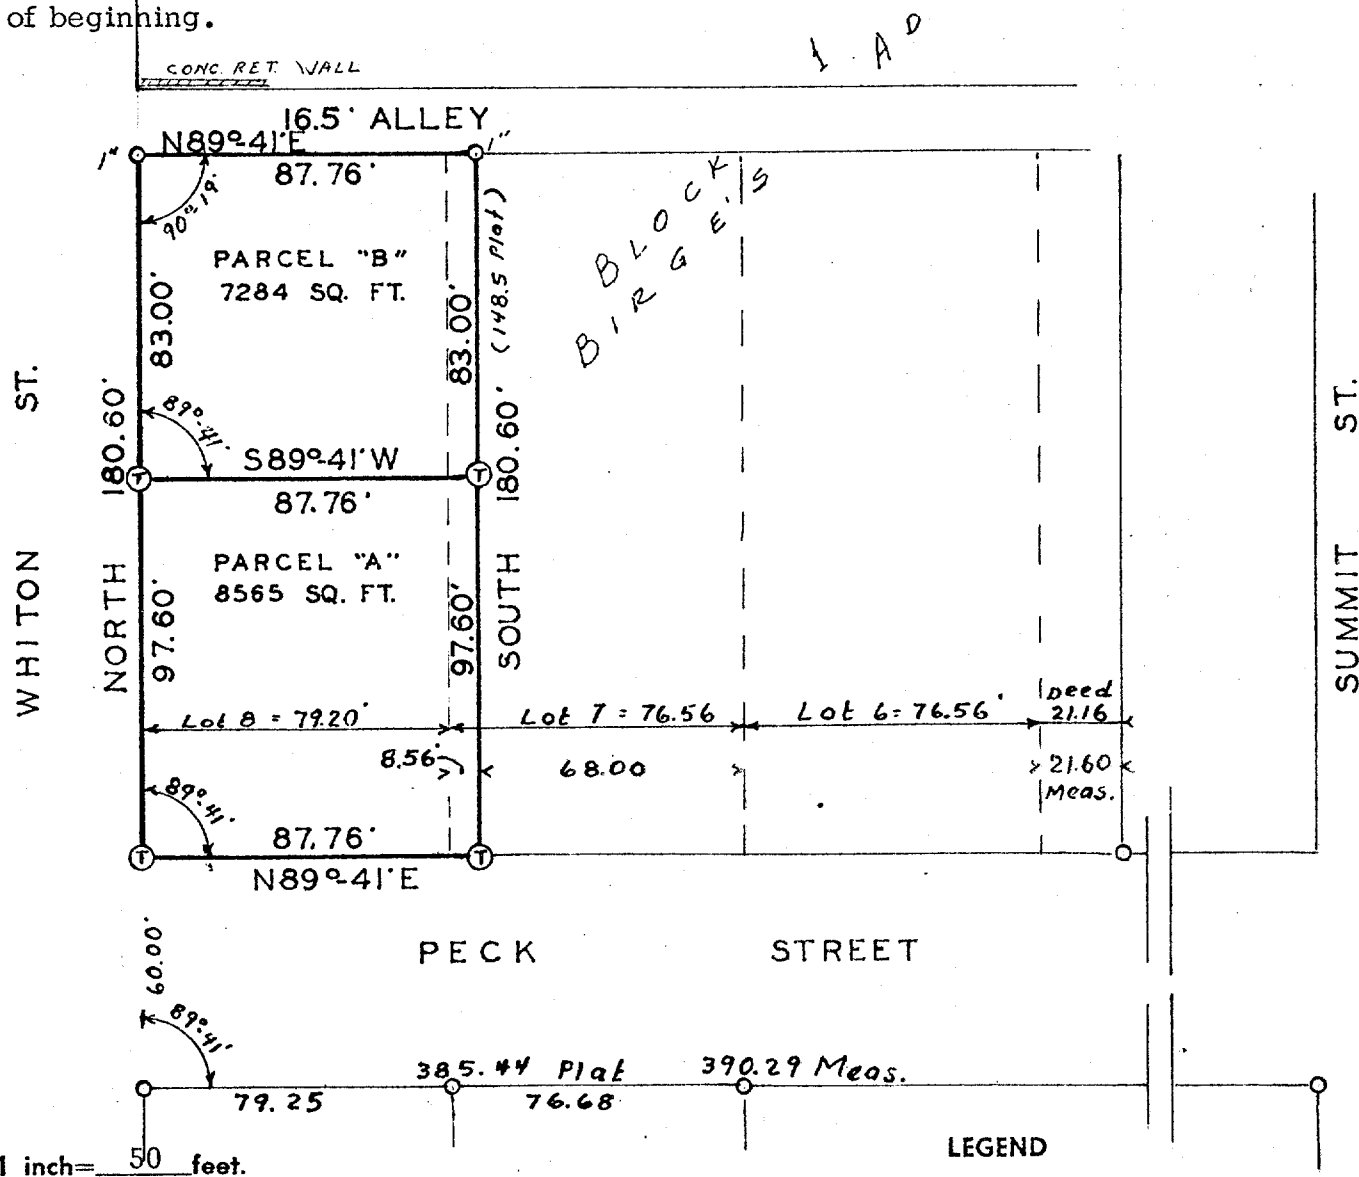 of beginning.
1 . A D
CONC. RET. WALL
16.5' ALLEY
N89°-41'E
1"
1"
87.76'
90°-19'
BLOCK
BIRGE'S
PARCEL "B"
7284 SQ. FT.
83.00'
83.00'
(148.5 Plat)
180.60'
180.60'
89°-41'
S89°-41'W
T
T
87.76'
PARCEL "A"
8565 SQ. FT.
97.60'
97.60'
NORTH
SOUTH
WHITON ST.
SUMMIT ST.
Lot 8 = 79.20'
Lot 7 = 76.56
Lot 6 = 76.56'
Deed
21.16
8.56'
68.00
21.60
Meas.
89°-41'
87.76'
T
T
N89°-41'E
PECK STREET
60.00'
89°-41'
385.44 Plat 390.29 Meas.
79.25 76.68
LEGEND
1 inch= 50 feet.